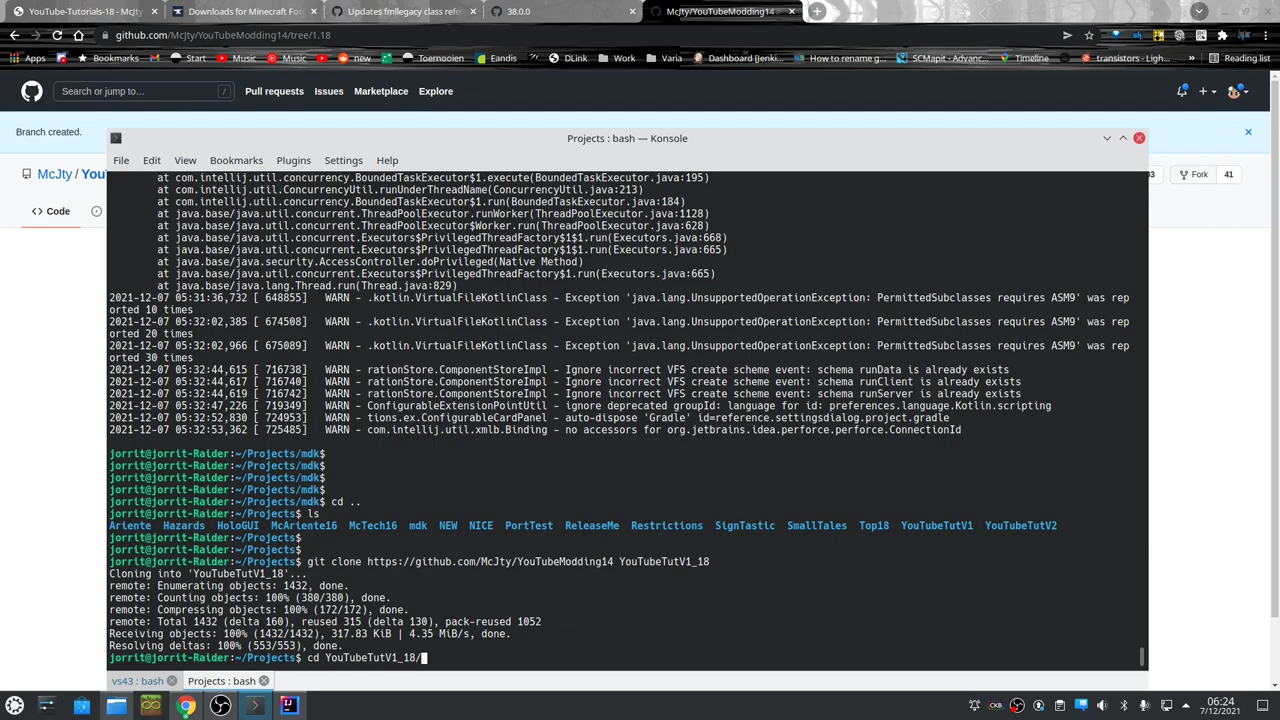 YouTube-Tutorials-18 - McJty
Downloads for Minecraft For
Updates fmllegacy class refe
38.0.0
McJty/YouTubeModding14
github.com/McJty/YouTubeModding14/tree/1.18
Apps
Bookmarks
Start
Music
Music
new
Toernooien
Eandis
DLink
Work
Varia
Dashboard [Jenki...
How to rename g...
SCMapit - Advanc...
Timeline
transistors - Ligh...
»
Reading list
Search or jump to...
/
Pull requests
Issues
Marketplace
Explore
Branch created.
McJty / You
Fork
41
Code
Projects : bash — Konsole
File Edit View Bookmarks Plugins Settings Help
at com.intellij.util.concurrency.BoundedTaskExecutor$1.execute(BoundedTaskExecutor.java:195)
at com.intellij.util.ConcurrencyUtil.runUnderThreadName(ConcurrencyUtil.java:213)
at com.intellij.util.concurrency.BoundedTaskExecutor$1.run(BoundedTaskExecutor.java:184)
at java.base/java.util.concurrent.ThreadPoolExecutor.runWorker(ThreadPoolExecutor.java:1128)
at java.base/java.util.concurrent.ThreadPoolExecutor$Worker.run(ThreadPoolExecutor.java:628)
at java.base/java.util.concurrent.Executors$PrivilegedThreadFactory$1$1.run(Executors.java:668)
at java.base/java.util.concurrent.Executors$PrivilegedThreadFactory$1$1.run(Executors.java:665)
at java.base/java.security.AccessController.doPrivileged(Native Method)
at java.base/java.util.concurrent.Executors$PrivilegedThreadFactory$1.run(Executors.java:665)
at java.base/java.lang.Thread.run(Thread.java:829)
2021-12-07 05:31:36,732 [ 648855]   WARN - .kotlin.VirtualFileKotlinClass - Exception 'java.lang.UnsupportedOperationException: PermittedSubclasses requires ASM9' was rep
orted 10 times
2021-12-07 05:32:02,385 [ 674508]   WARN - .kotlin.VirtualFileKotlinClass - Exception 'java.lang.UnsupportedOperationException: PermittedSubclasses requires ASM9' was rep
orted 20 times
2021-12-07 05:32:02,966 [ 675089]   WARN - .kotlin.VirtualFileKotlinClass - Exception 'java.lang.UnsupportedOperationException: PermittedSubclasses requires ASM9' was rep
orted 30 times
2021-12-07 05:32:44,615 [ 716738]   WARN - rationStore.ComponentStoreImpl - Ignore incorrect VFS create scheme event: schema runData is already exists
2021-12-07 05:32:44,617 [ 716740]   WARN - rationStore.ComponentStoreImpl - Ignore incorrect VFS create scheme event: schema runClient is already exists
2021-12-07 05:32:44,619 [ 716742]   WARN - rationStore.ComponentStoreImpl - Ignore incorrect VFS create scheme event: schema runServer is already exists
2021-12-07 05:32:47,226 [ 719349]   WARN - ConfigurableExtensionPointUtil - ignore deprecated groupId: language for id: preferences.language.Kotlin.scripting
2021-12-07 05:32:52,830 [ 724953]   WARN - tions.ex.ConfigurableCardPanel - auto-dispose 'Gradle' id=reference.settingsdialog.project.gradle
2021-12-07 05:32:53,362 [ 725485]   WARN - com.intellij.util.xmlb.Binding - no accessors for org.jetbrains.idea.perforce.perforce.ConnectionId
jorrit@jorrit-Raider:~/Projects/mdk$
jorrit@jorrit-Raider:~/Projects/mdk$
jorrit@jorrit-Raider:~/Projects/mdk$
jorrit@jorrit-Raider:~/Projects/mdk$
jorrit@jorrit-Raider:~/Projects/mdk$ cd ..
jorrit@jorrit-Raider:~/Projects$ ls
Ariente  Hazards  HoloGUI  McAriente16  McTech16  mdk  NEW  NICE  PortTest  ReleaseMe  Restrictions  SignTastic  SmallTales  Top18  YouTubeTutV1  YouTubeTutV2
jorrit@jorrit-Raider:~/Projects$
jorrit@jorrit-Raider:~/Projects$
jorrit@jorrit-Raider:~/Projects$ git clone https://github.com/McJty/YouTubeModding14 YouTubeTutV1_18
Cloning into 'YouTubeTutV1_18'...
remote: Enumerating objects: 1432, done.
remote: Counting objects: 100% (380/380), done.
remote: Compressing objects: 100% (172/172), done.
remote: Total 1432 (delta 160), reused 315 (delta 130), pack-reused 1052
Receiving objects: 100% (1432/1432), 317.83 KiB | 4.35 MiB/s, done.
Resolving deltas: 100% (553/553), done.
jorrit@jorrit-Raider:~/Projects$ cd YouTubeTutV1_18/
vs43 : bash
Projects : bash
06:24
7/12/2021